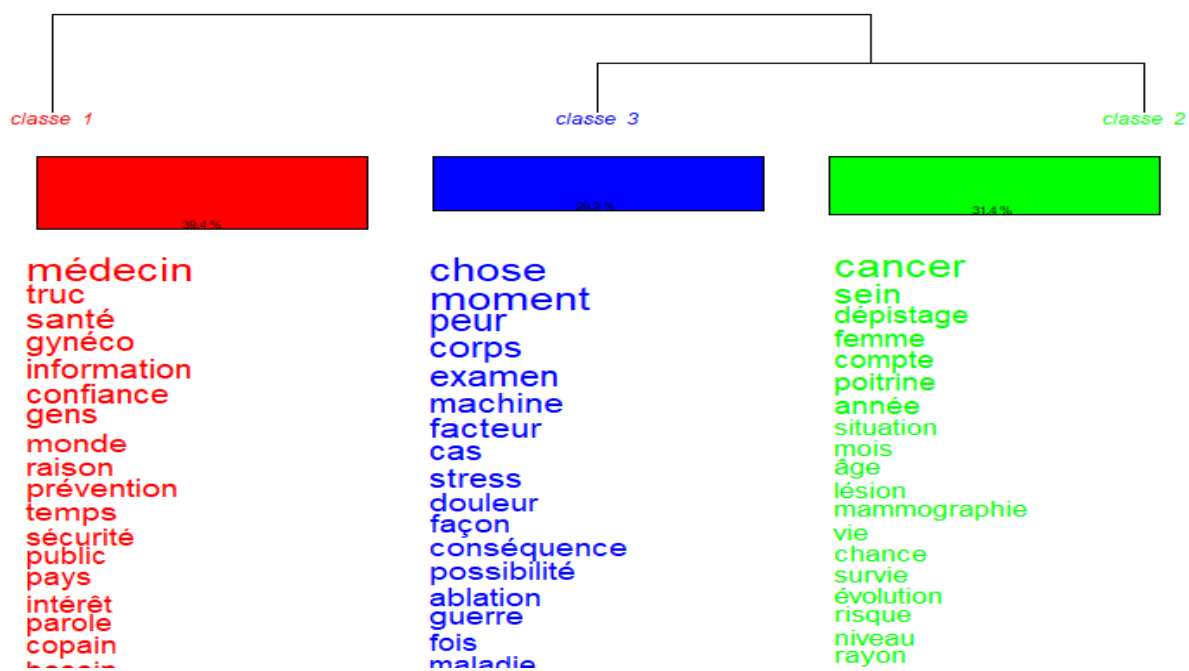 classe 1
classe 3
classe 2
39.4 %
29.2 %
31.4 %
médecin
truc
santé
gynéco
information
confiance
gens
monde
raison
prévention
temps
sécurité
public
pays
intérêt
parole
copain
chose
moment
peur
corps
examen
machine
facteur
cas
stress
douleur
façon
conséquence
possibilité
ablation
guerre
fois
maladie
cancer
sein
dépistage
femme
compte
poitrine
année
situation
mois
âge
lésion
mammographie
vie
chance
survie
évolution
risque
niveau
rayon